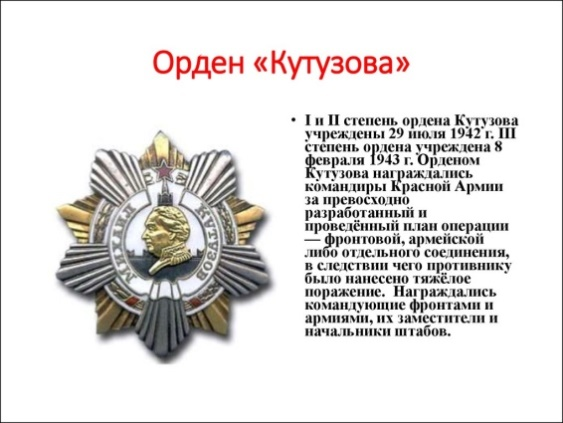 Орден «Кутузова»
• I и II степень ордена Кутузова
учреждены 29 июля 1942 г. III
степень ордена учреждена 8
февраля 1943 г. Орденом
Кутузова награждались
командиры Красной Армии
за превосходно
разработанный и
проведённый план операции
— фронтовой, армейской
либо отдельного соединения,
в следствии чего противнику
было нанесено тяжёлое
поражение. Награждались
командующие фронтами и
армиями, их заместители и
начальники штабов.
МИХАИЛ КУТУЗОВ